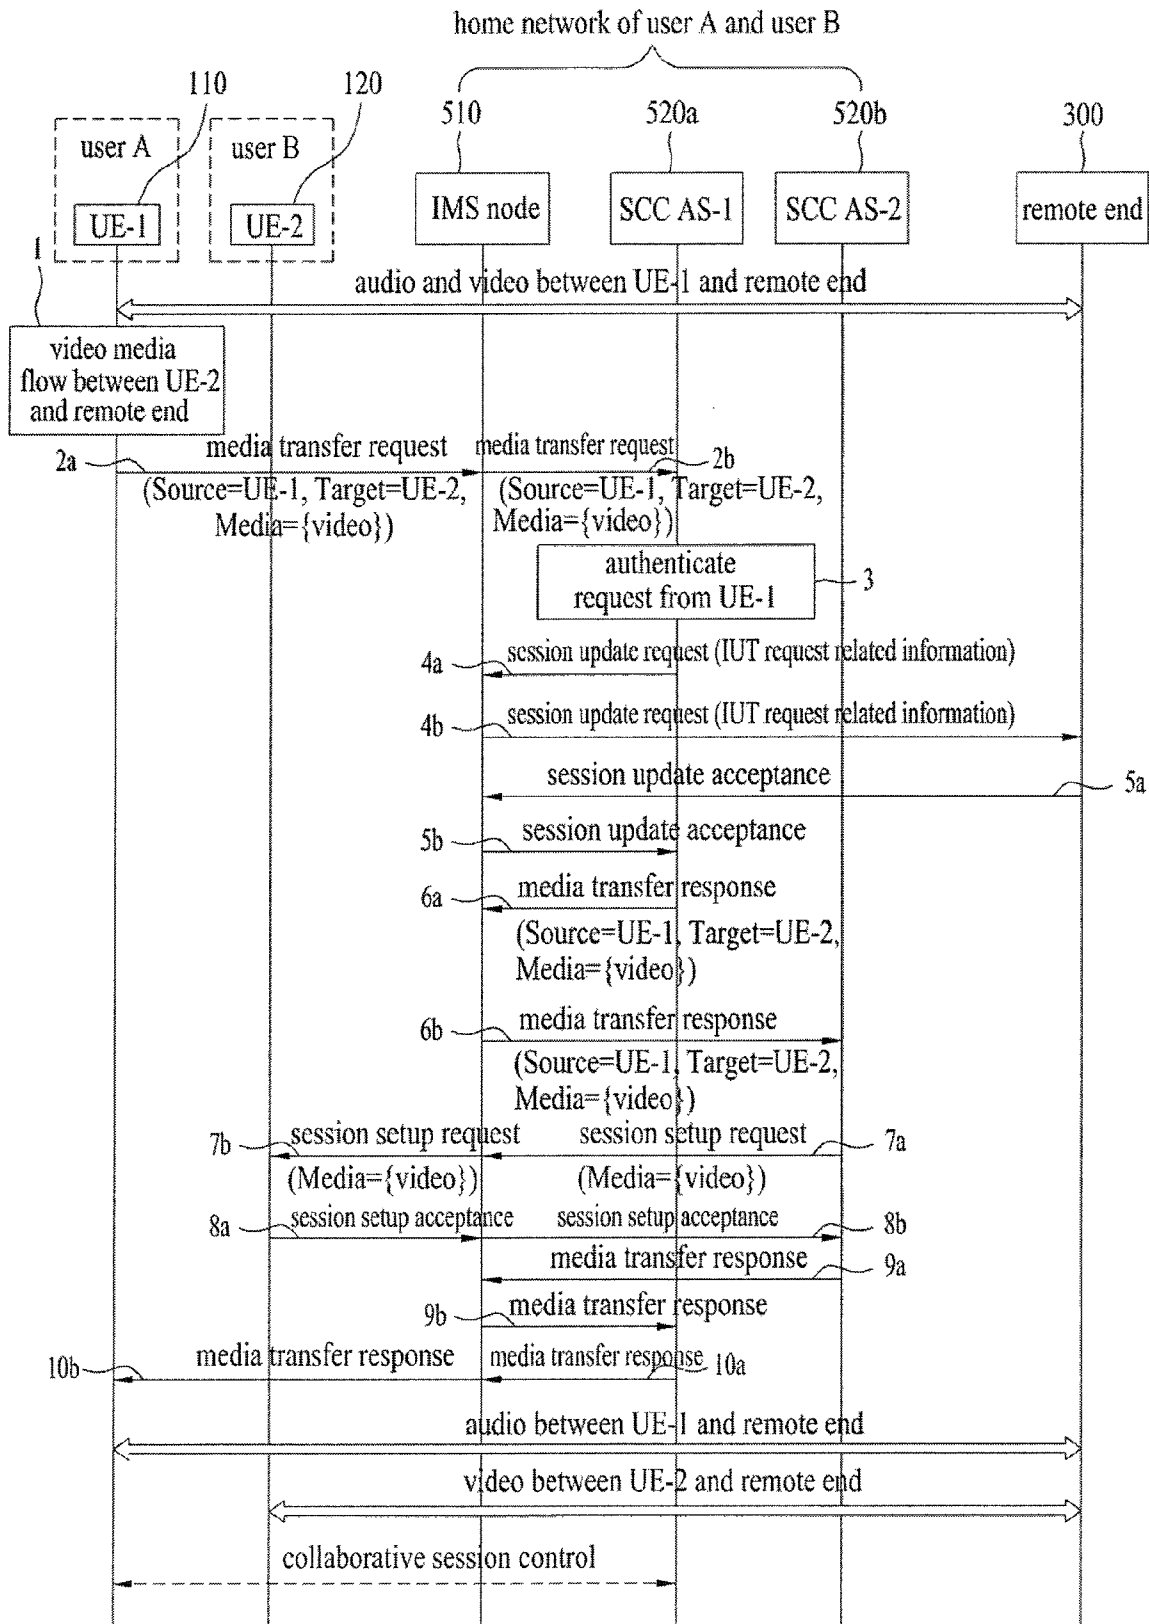 home network of user A and user B
110
120
510
520a
520b
300
user A
user B
UE-1
UE-2
IMS node
SCC AS-1
SCC AS-2
remote end
1
audio and video between UE-1 and remote end
video media
flow between UE-2
and remote end
2a
media transfer request
media transfer request
2b
(Source=UE-1, Target=UE-2,
Media={video})
(Source=UE-1, Target=UE-2,
Media={video})
authenticate
request from UE-1
3
4a
session update request (IUT request related information)
4b
session update request (IUT request related information)
session update acceptance
5a
5b
session update acceptance
6a
media transfer response
(Source=UE-1, Target=UE-2,
Media={video})
6b
media transfer response
(Source=UE-1, Target=UE-2,
Media={video})
7b
session setup request
session setup request
7a
(Media={video})
(Media={video})
8a
session setup acceptance
session setup acceptance
8b
media transfer response
9a
9b
media transfer response
10b
media transfer response
media transfer response
10a
audio between UE-1 and remote end
video between UE-2 and remote end
collaborative session control